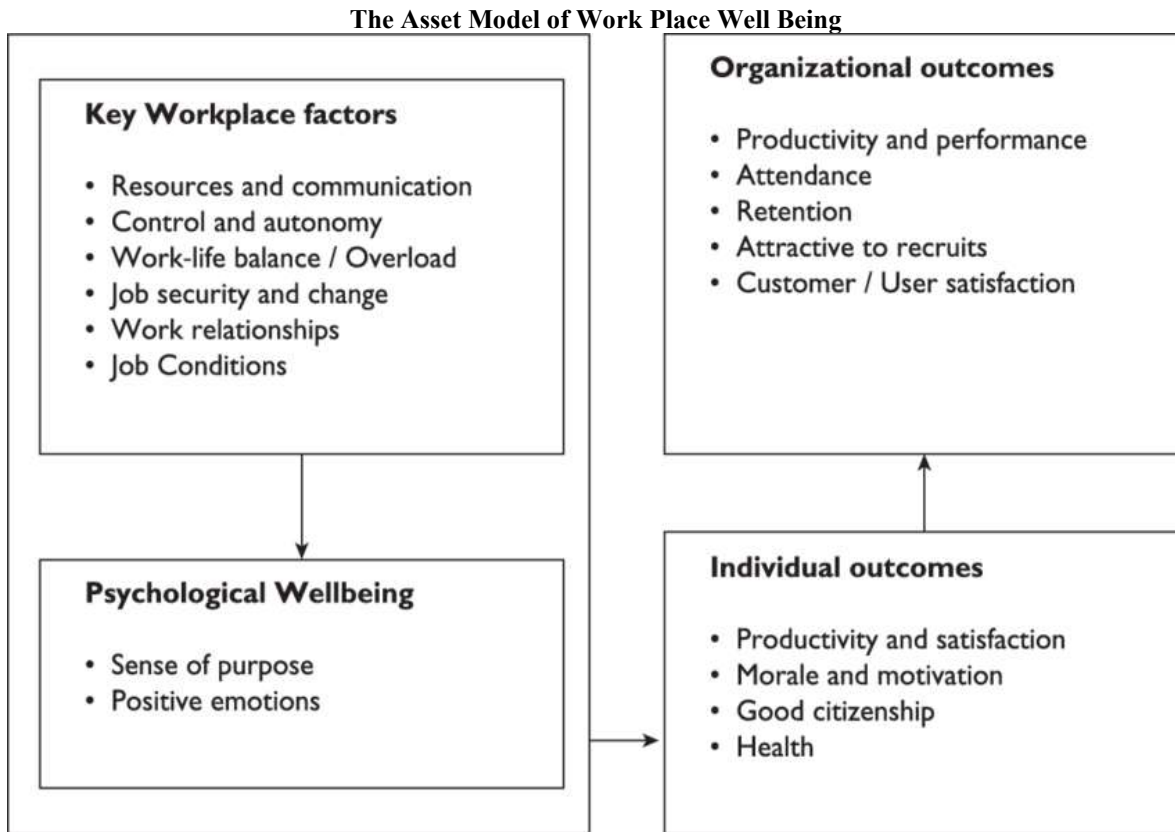 The Asset Model of Work Place Well Being
Key Workplace factors
• Resources and communication
• Control and autonomy
• Work-life balance / Overload
• Job security and change
• Work relationships
• Job Conditions
Psychological Wellbeing
• Sense of purpose
• Positive emotions
Organizational outcomes
• Productivity and performance
• Attendance
• Retention
• Attractive to recruits
• Customer / User satisfaction
Individual outcomes
• Productivity and satisfaction
• Morale and motivation
• Good citizenship
• Health